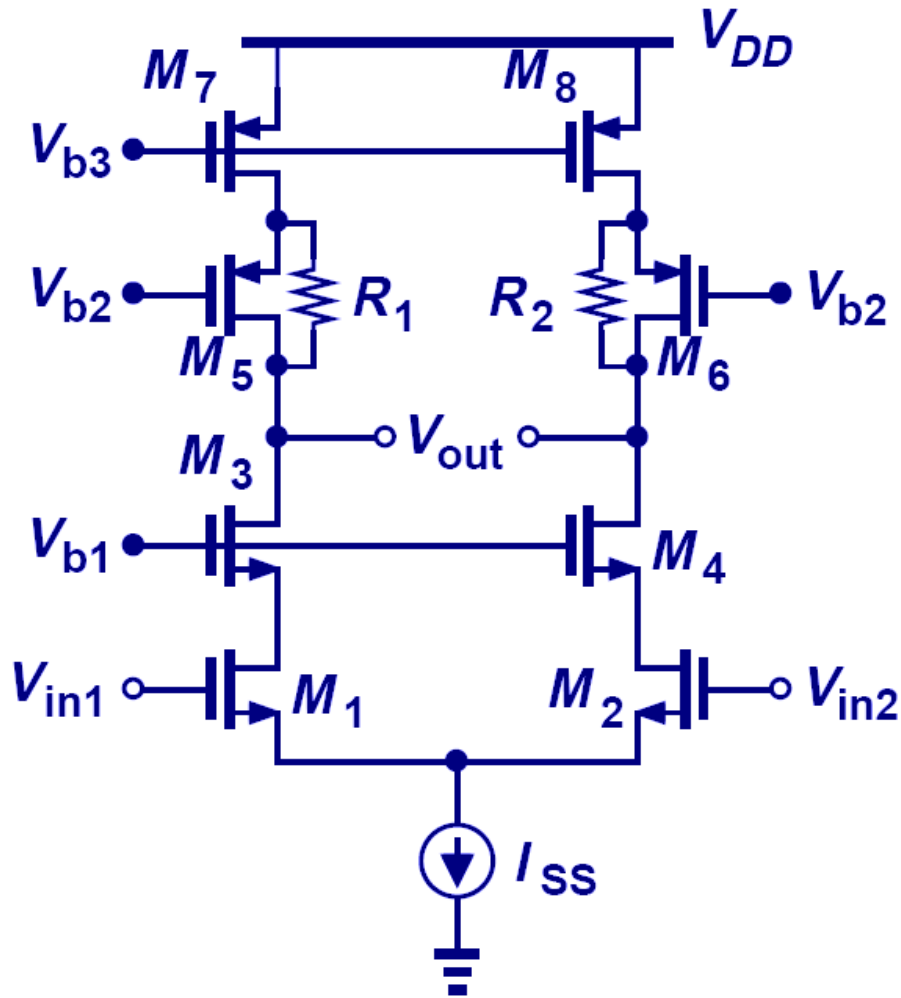 V_DD
M_7 M_8
V_b3
V_b2 R_1 R_2 V_b2
M_5 M_6
V_out
M_3
V_b1 M_4
V_in1 M_1 M_2 V_in2
I_SS